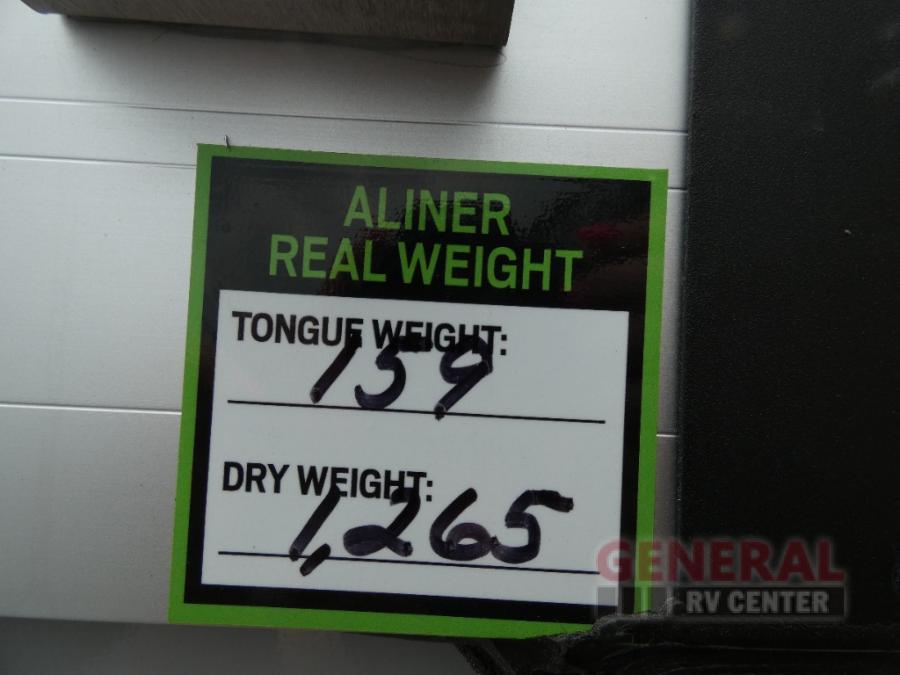 ALINER
REAL WEIGHT
TONGUE WEIGHT:
159
DRY WEIGHT:
1,265
GENERAL
RV CENTER